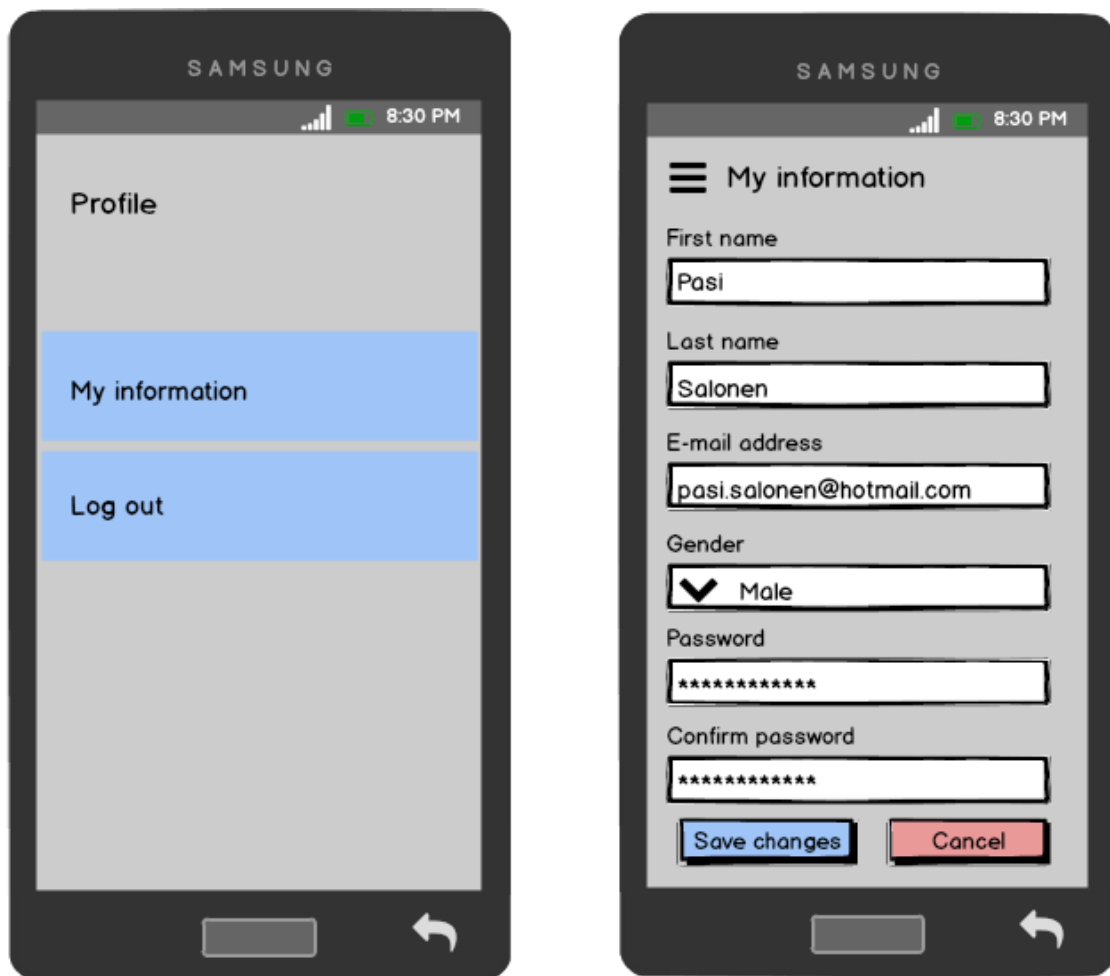 SAMSUNG
8:30 PM
Profile
My information
Log out
SAMSUNG
8:30 PM
My information
First name
Pasi
Last name
Salonen
E-mail address
pasi.salonen@hotmail.com
Gender
Male
Password
************
Confirm password
************
Save changes
Cancel